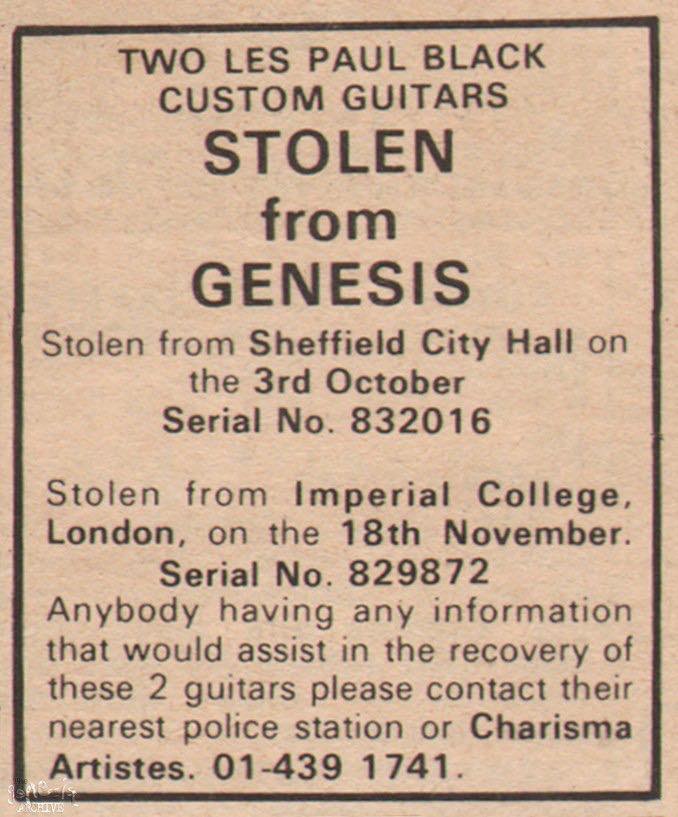 TWO LES PAUL BLACK
CUSTOM GUITARS
STOLEN
from
GENESIS
Stolen from Sheffield City Hall on
the 3rd October
Serial No. 832016
Stolen from Imperial College,
London, on the 18th November.
Serial No. 829872
Anybody having any information
that would assist in the recovery of
these 2 guitars please contact their
nearest police station or Charisma
Artistes. 01-439 1741.
THE
GENESIS
ARCHIVE